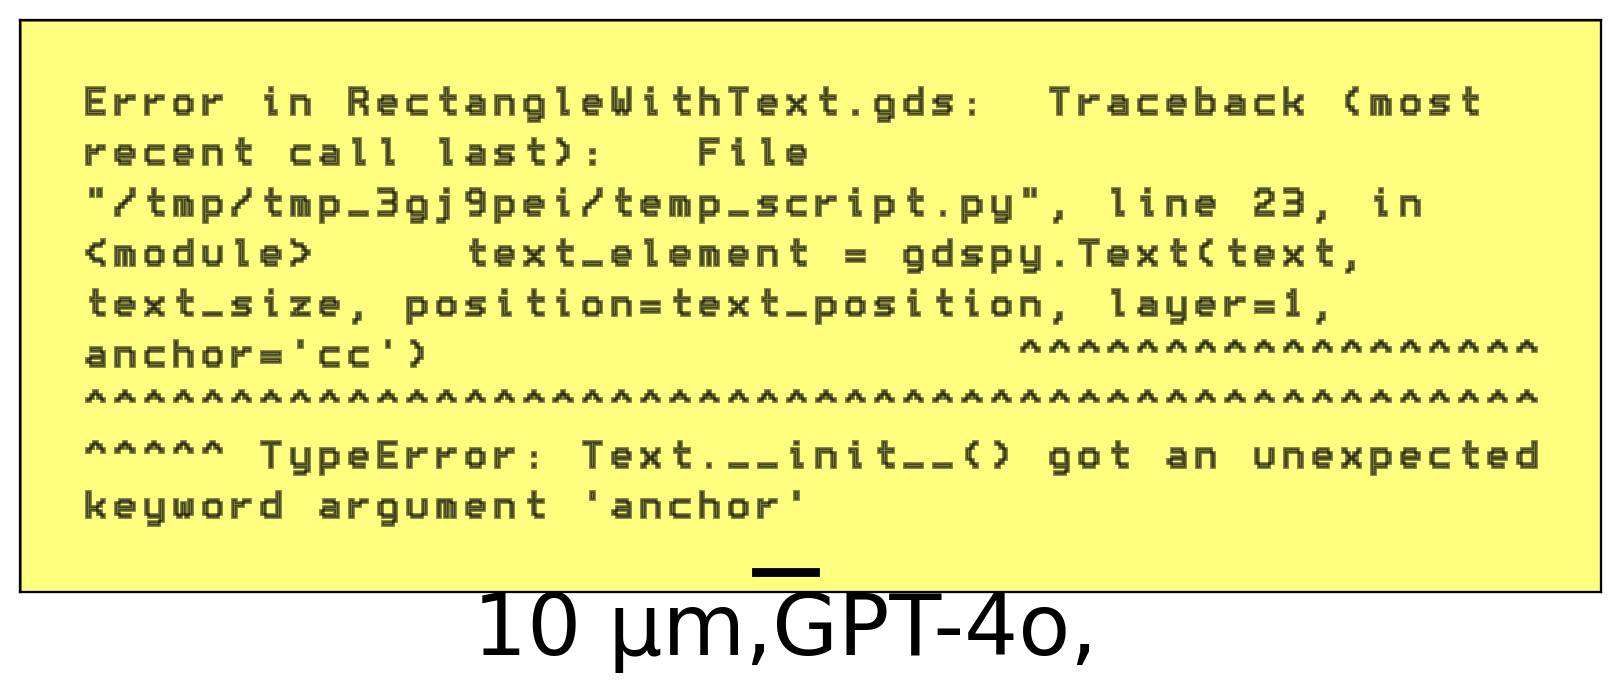 Error in RectangleWithText.gds:  Traceback (most
recent call last):   File
"/tmp/tmp_3gj9pei/temp_script.py", line 23, in
<module>     text_element = gdspy.Text(text,
text_size, position=text_position, layer=1,
anchor='cc')                    ^^^^^^^^^^^^^^^^^^
^^^^^^^^^^^^^^^^^^^^^^^^^^^^^^^^^^^^^^^^^^^^^^^^^^
^^^^^ TypeError: Text.__init__() got an unexpected
keyword argument 'anchor'
10 µm,GPT-4o,